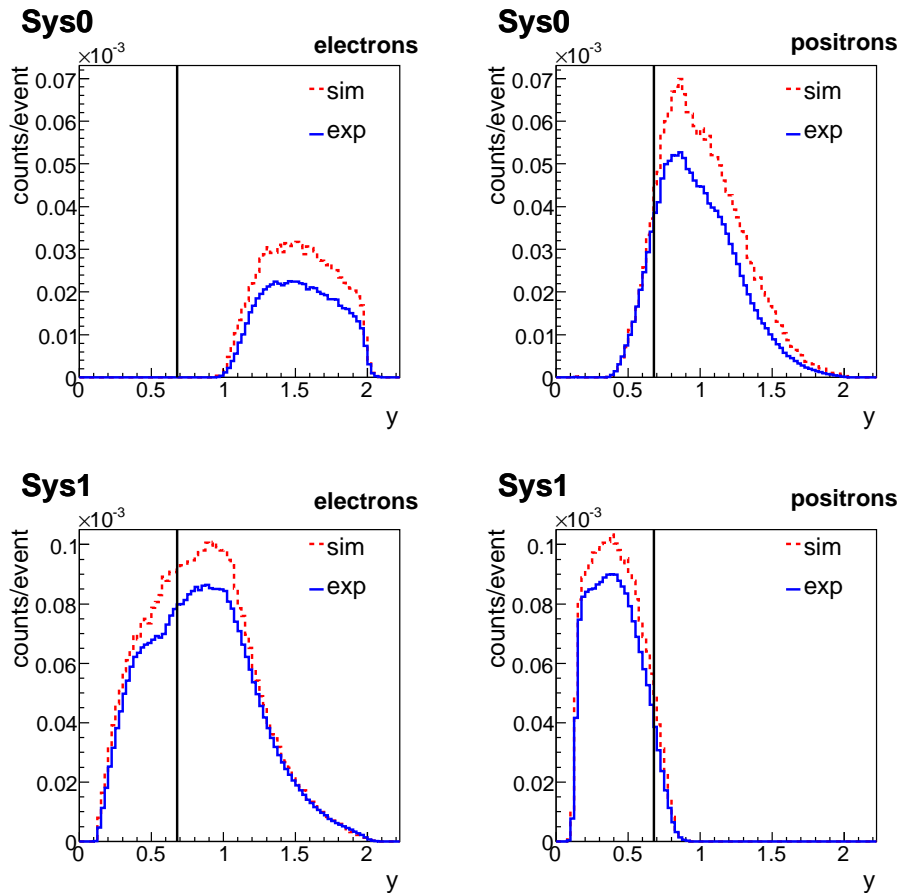 Sys0
electrons
×10⁻³
counts/event
0.07
0.06
0.05
0.04
0.03
0.02
0.01
0
sim
exp
0 0.5 1 1.5 2
y
Sys0
positrons
×10⁻³
counts/event
0.07
0.06
0.05
0.04
0.03
0.02
0.01
0
sim
exp
0 0.5 1 1.5 2
y
Sys1
electrons
×10⁻³
counts/event
0.1
0.08
0.06
0.04
0.02
0
sim
exp
0 0.5 1 1.5 2
y
Sys1
positrons
×10⁻³
counts/event
0.1
0.08
0.06
0.04
0.02
0
sim
exp
0 0.5 1 1.5 2
y